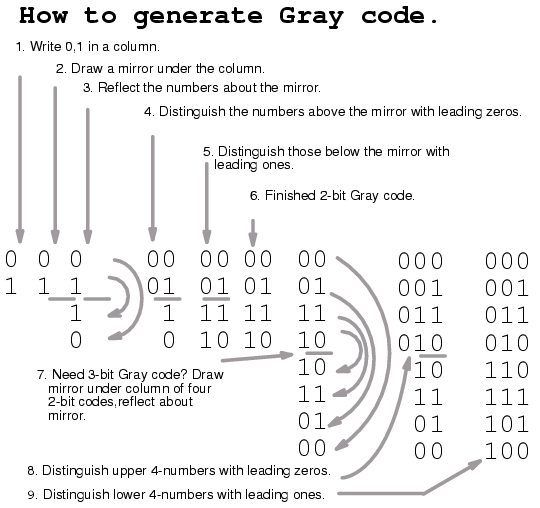 How to generate Gray code.
1. Write 0,1 in a column.
2. Draw a mirror under the column.
3. Reflect the numbers about the mirror.
4. Distinguish the numbers above the mirror with leading zeros.
5. Distinguish those below the mirror with
leading ones.
6. Finished 2-bit Gray code.
0 0 0 00 00 00 00 000 000
1 1 1 01 01 01 01 001 001
1 1 11 11 11 011 011
0 0 10 10 10 010 010
10 10 110
11 11 111
01 01 101
00 00 100
7. Need 3-bit Gray code? Draw
mirror under column of four
2-bit codes,reflect about
mirror.
8. Distinguish upper 4-numbers with leading zeros.
9. Distinguish lower 4-numbers with leading ones.